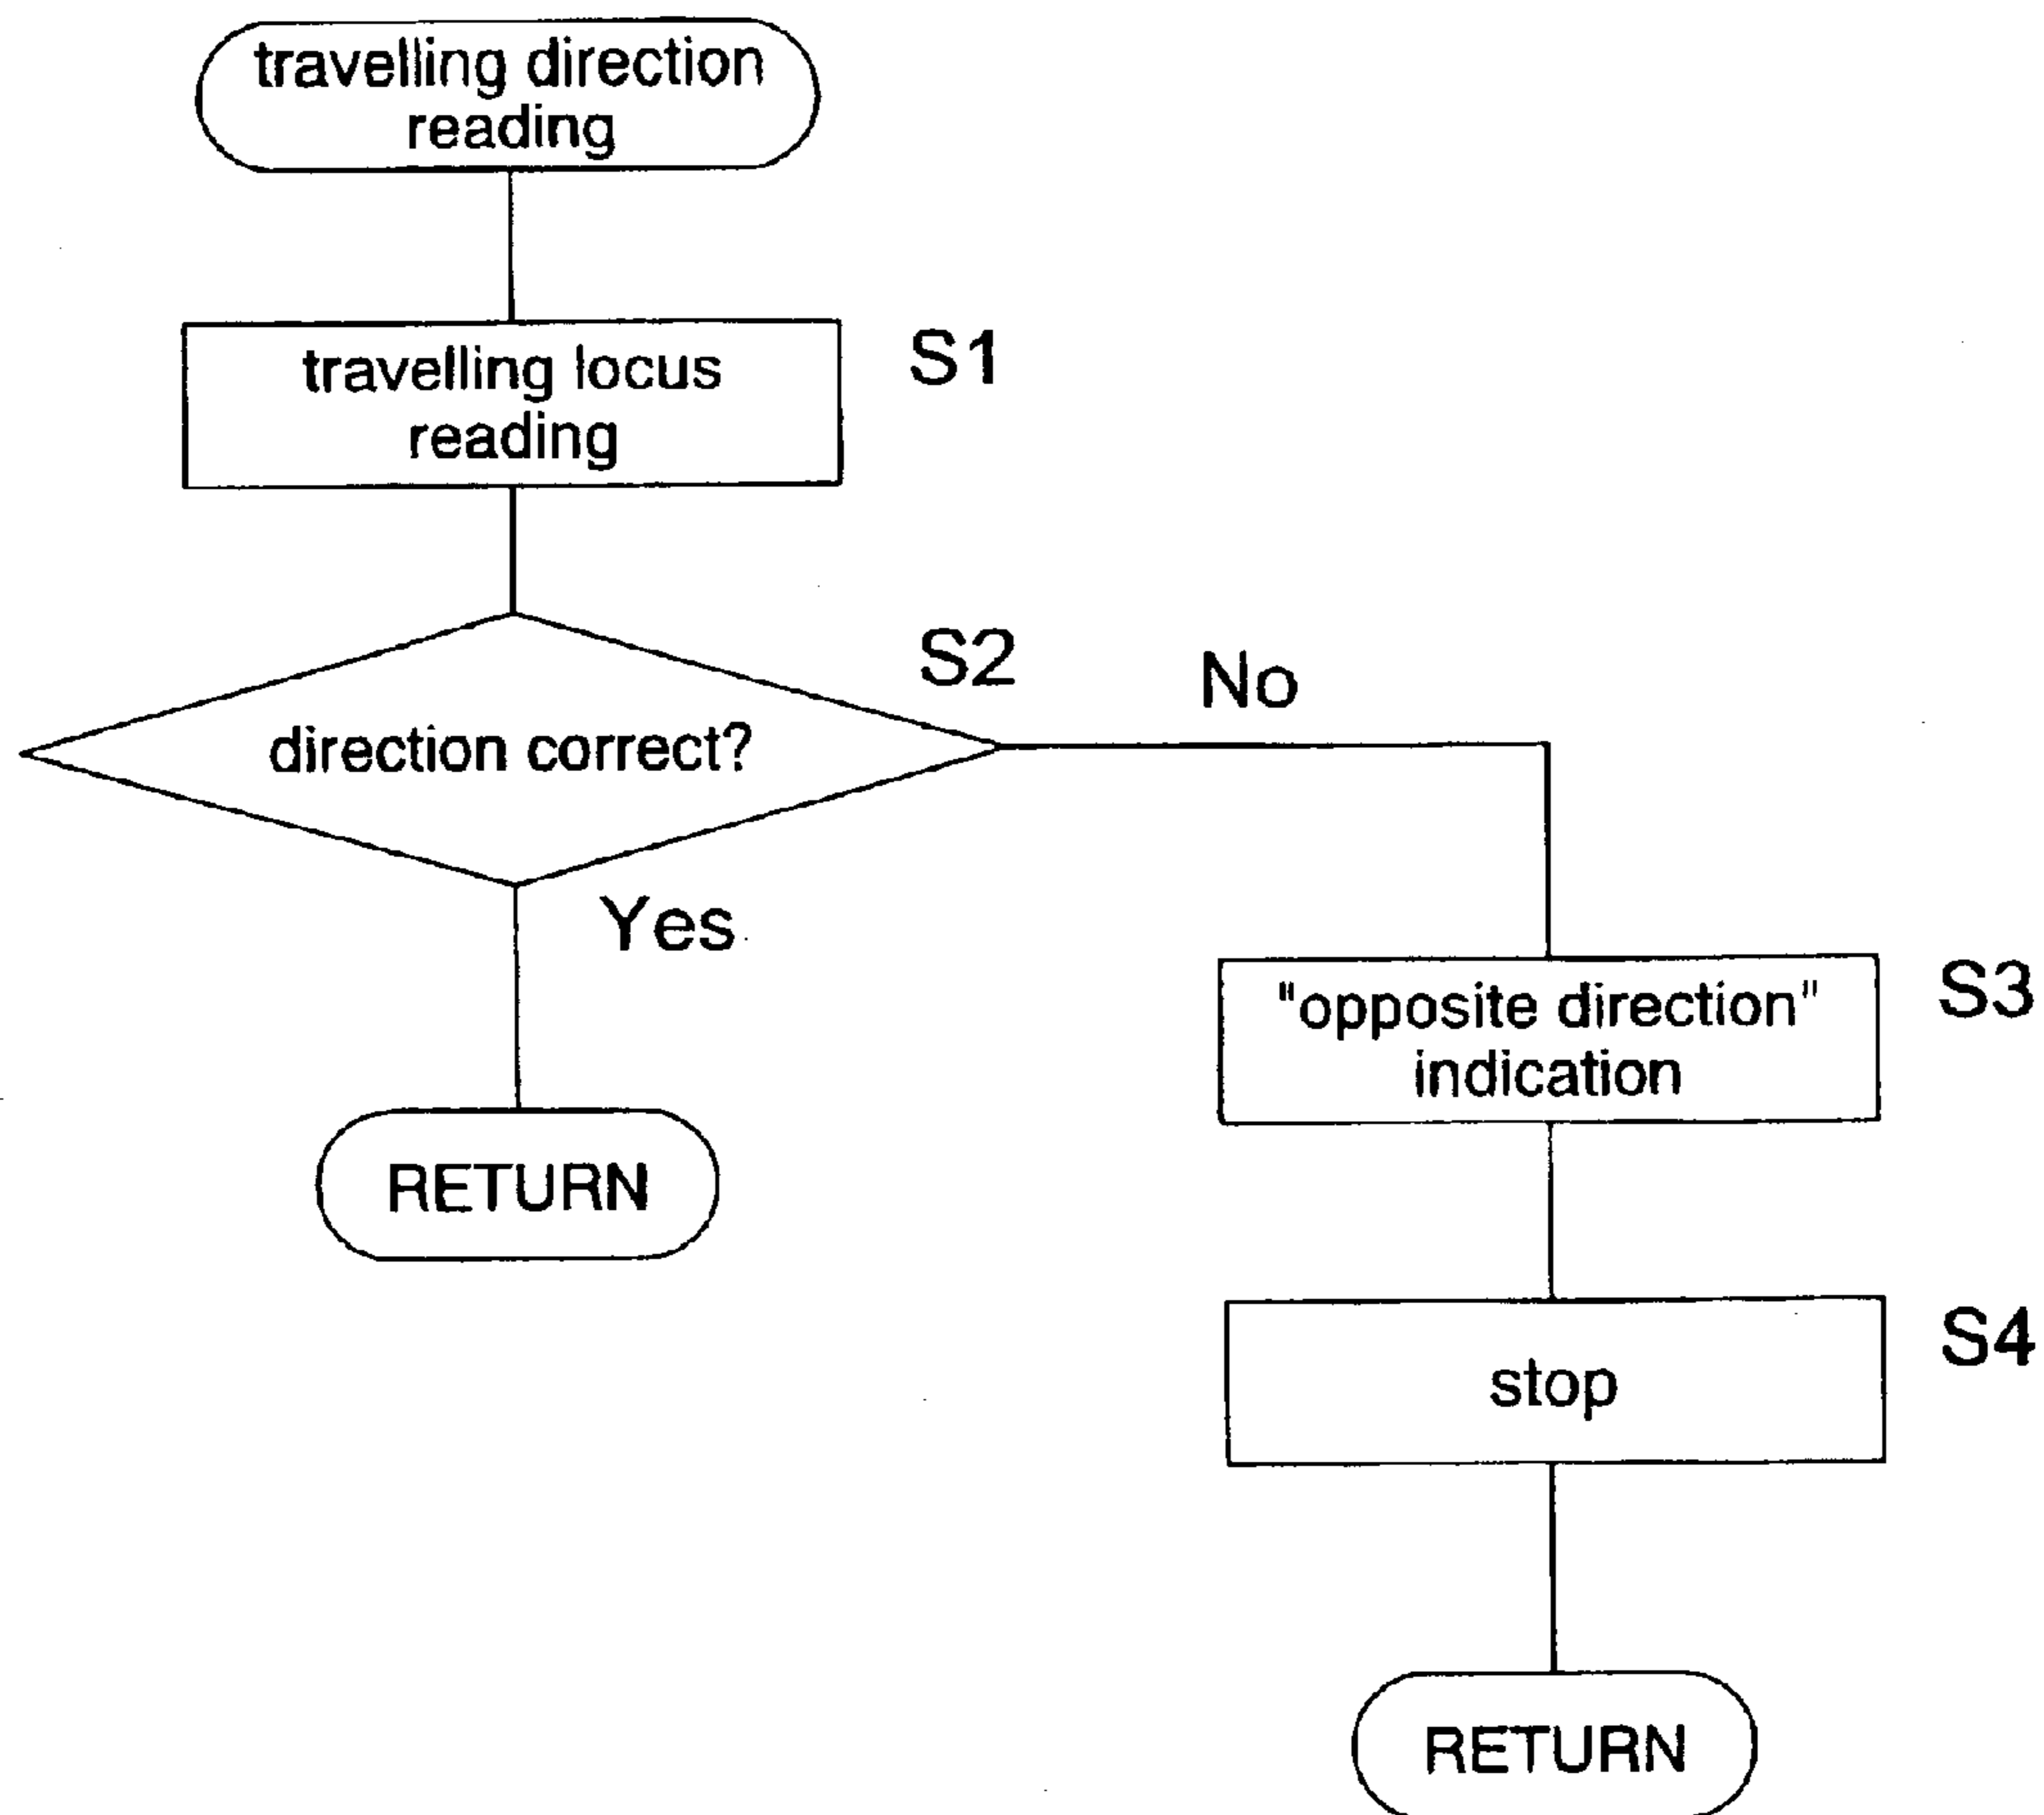 travelling direction
reading
travelling locus
reading
S1
direction correct?
S2
No
Yes
RETURN
"opposite direction"
indication
S3
stop
S4
RETURN